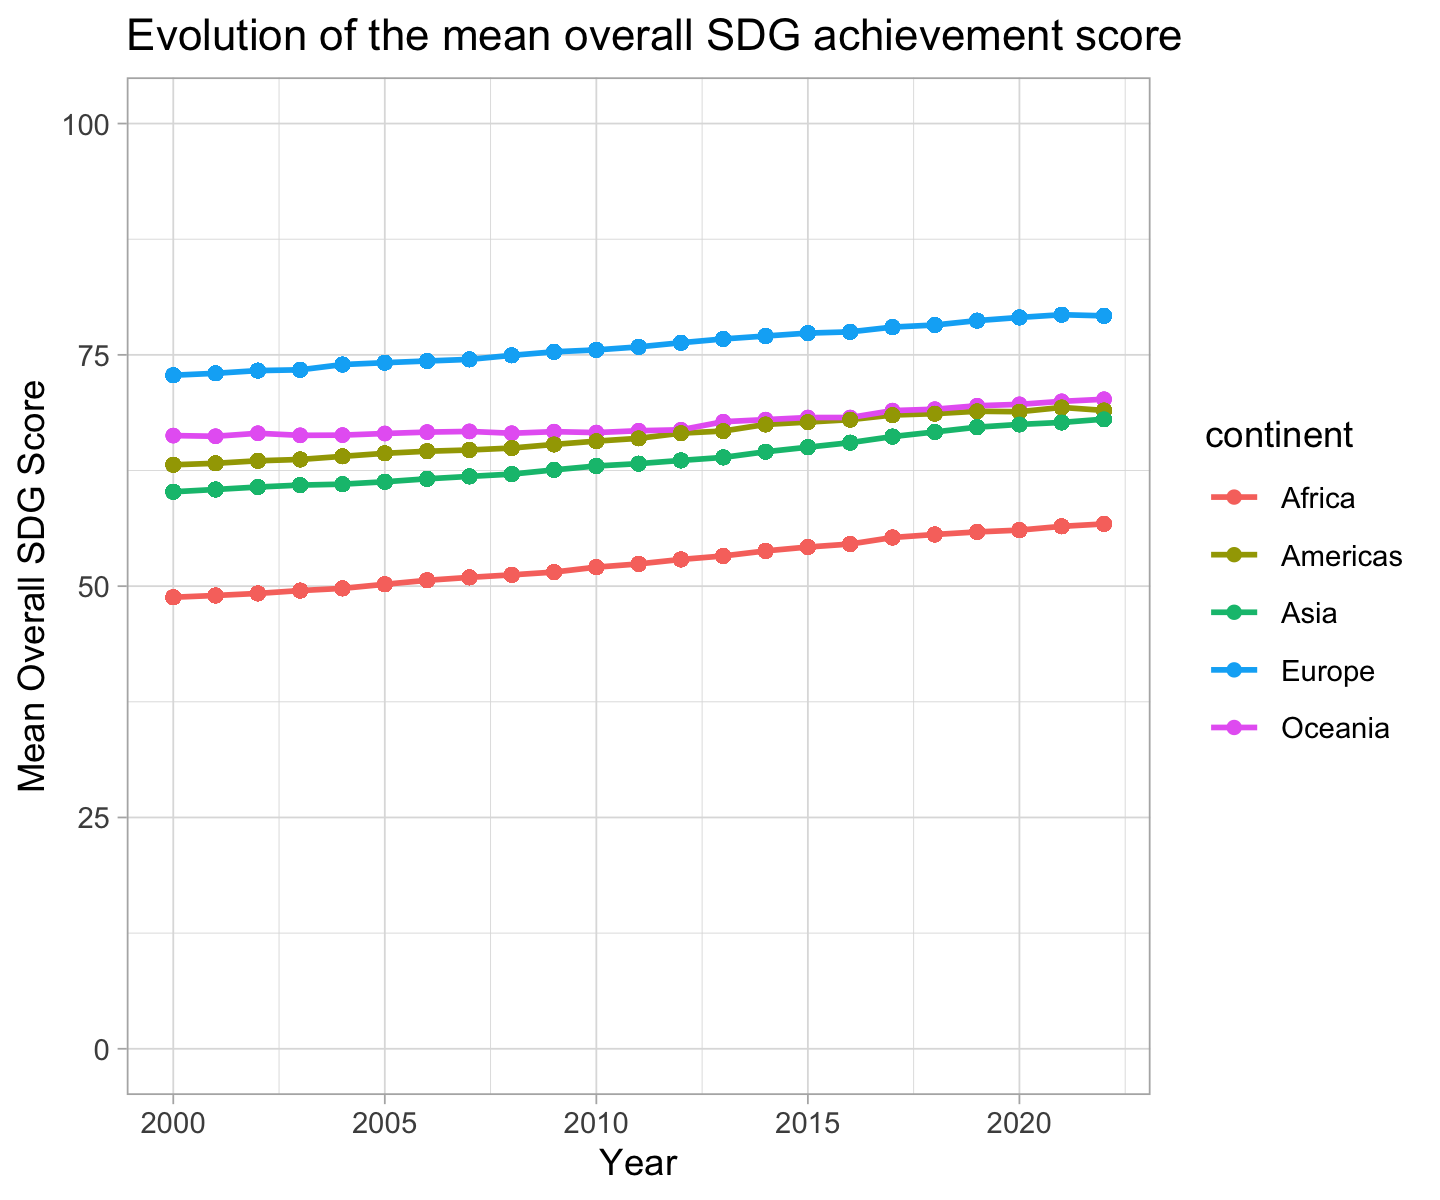 Evolution of the mean overall SDG achievement score
Mean Overall SDG Score
100
75
50
25
0
2000 2005 2010 2015 2020
Year
continent
Africa
Americas
Asia
Europe
Oceania